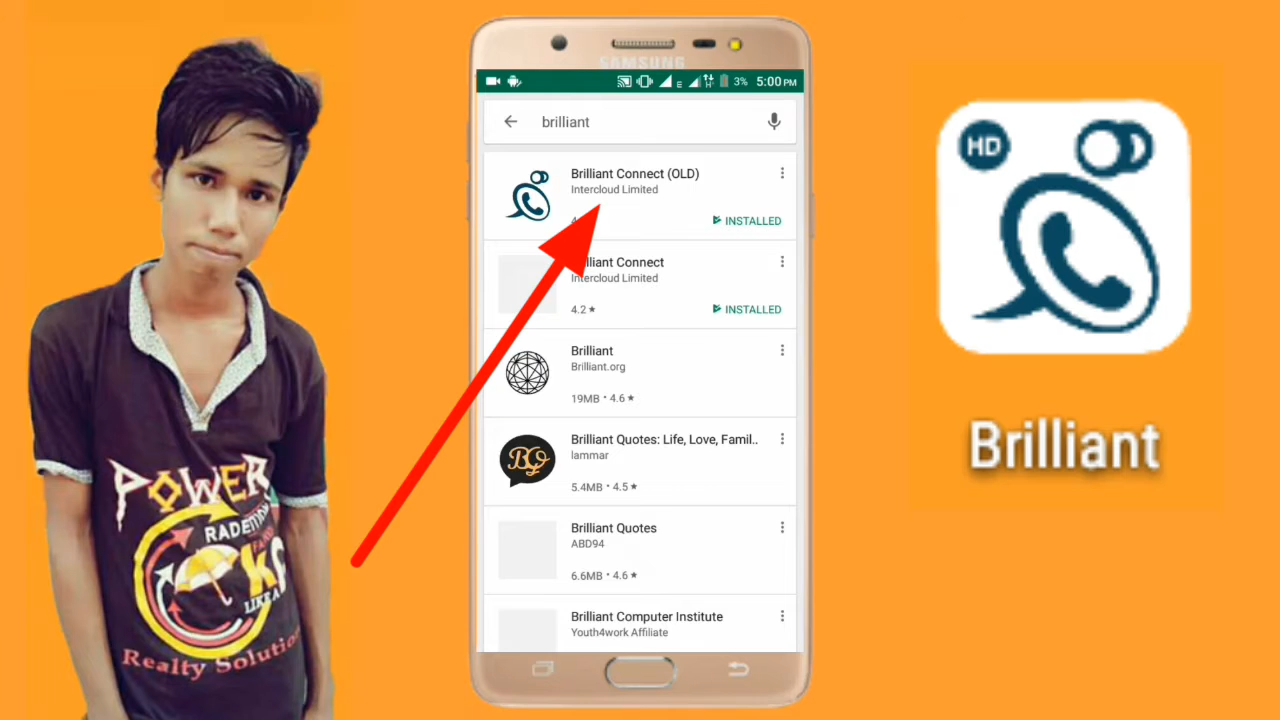 POWER
RADEMARK
LIKE A
Realty Solution
SAMSUNG
E
H
3%
5:00 PM
brilliant
Brilliant Connect (OLD)
Intercloud Limited
INSTALLED
Connect
Intercloud Limited
4.2 ★
INSTALLED
Brilliant
Brilliant.org
19MB • 4.6 ★
Brilliant Quotes: Life, Love, Famil..
lammar
5.4MB • 4.5 ★
Brilliant Quotes
ABD94
6.6MB • 4.6 ★
Brilliant Computer Institute
Youth4work Affiliate
HD
Brilliant